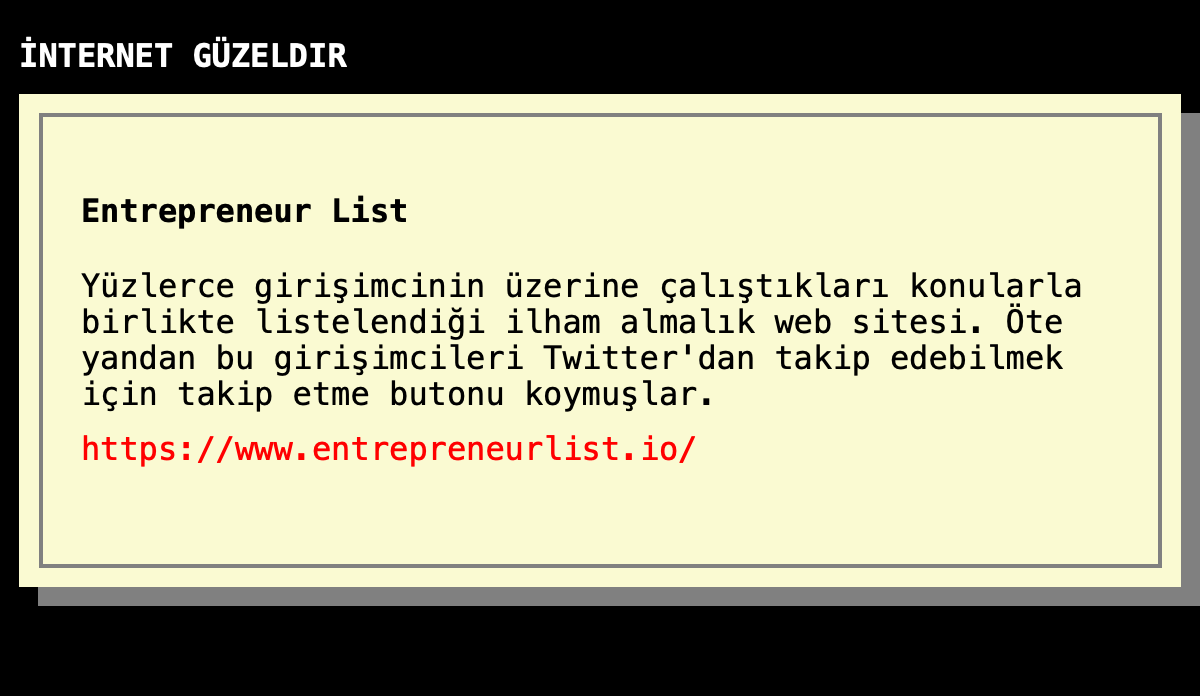 İNTERNET GÜZELDIR
Entrepreneur List
Yüzlerce girişimcinin üzerine çalıştıkları konularla
birlikte listelendiği ilham almalık web sitesi. Öte
yandan bu girişimcileri Twitter'dan takip edebilmek
için takip etme butonu koymuşlar.
https://www.entrepreneurlist.io/